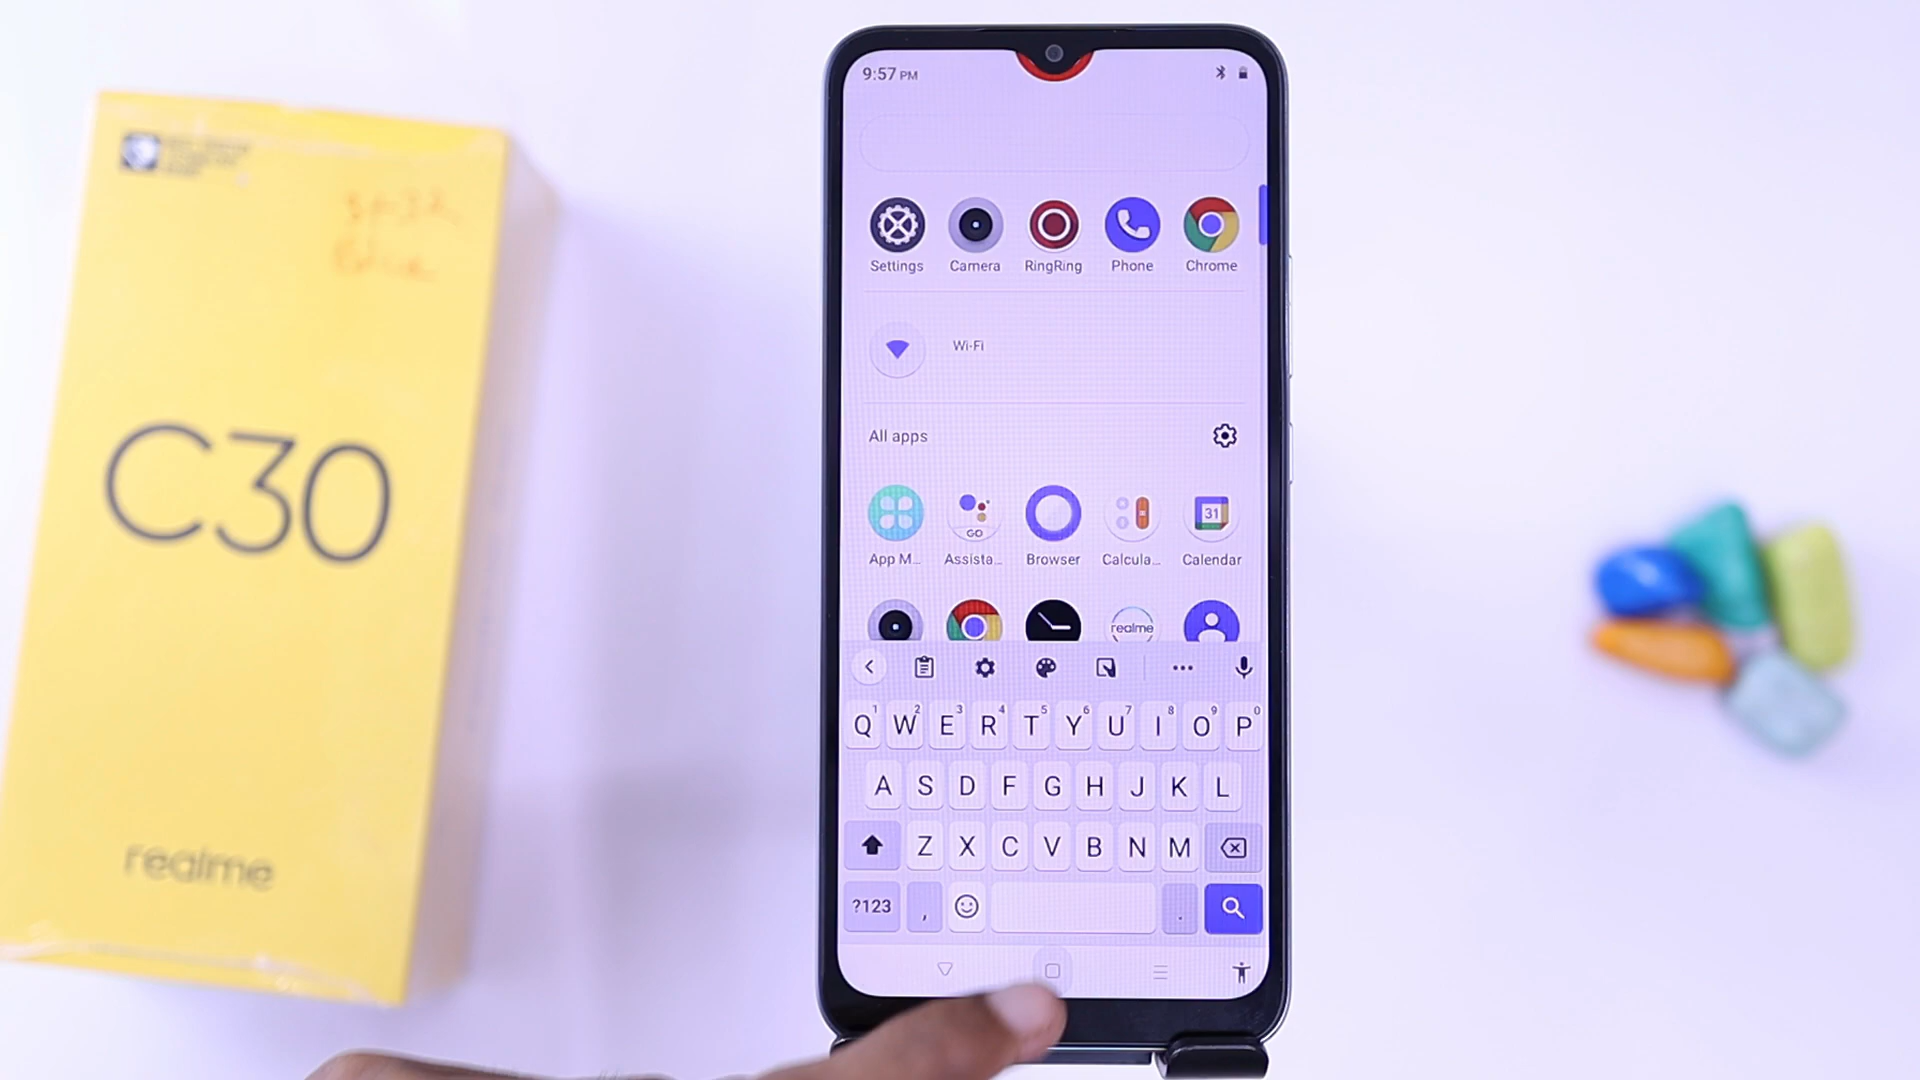 C30
realme
9:57 PM
Settings Camera RingRing Phone Chrome
Wi-Fi
All apps
GO 31
App M... Assista... Browser Calcula... Calendar
realme
1 2 3 4 5 6 7 8 9 0
Q W E R T Y U I O P
A S D F G H J K L
Z X C V B N M
?123 , .